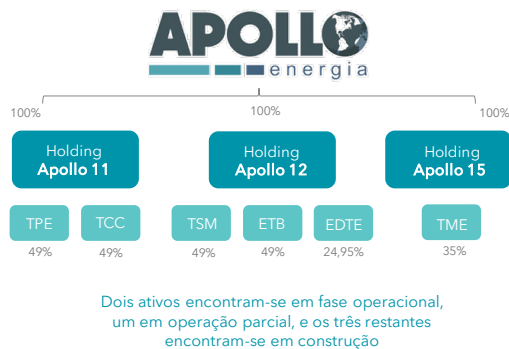 APOLLO
energia
100% 100% 100%
Holding
Apollo 11
Holding
Apollo 12
Holding
Apollo 15
TPE TCC TSM ETB EDTE TME
49% 49% 49% 49% 24,95% 35%
Dois ativos encontram-se em fase operacional,
um em operação parcial, e os três restantes
encontram-se em construção